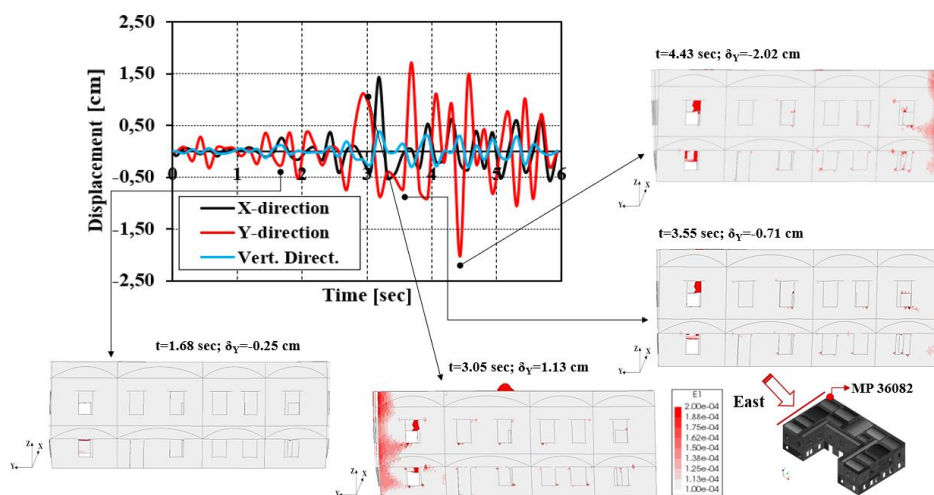 2,50
1,50
0,50
-0,50
-1,50
-2,50
Displacement [cm]
0 1 2 3 4 5 6
X-direction
Y-direction
Vert. Direct.
Time [sec]
t=4.43 sec; δY=-2.02 cm
Z X
Y
t=3.55 sec; δY=-0.71 cm
Z X
Y
t=1.68 sec; δY=-0.25 cm
Z X
Y
t=3.05 sec; δY=1.13 cm
Z X
Y
E1
2.00e-04
1.88e-04
1.75e-04
1.63e-04
1.50e-04
1.38e-04
1.25e-04
1.13e-04
1.00e-04
East
MP 36082